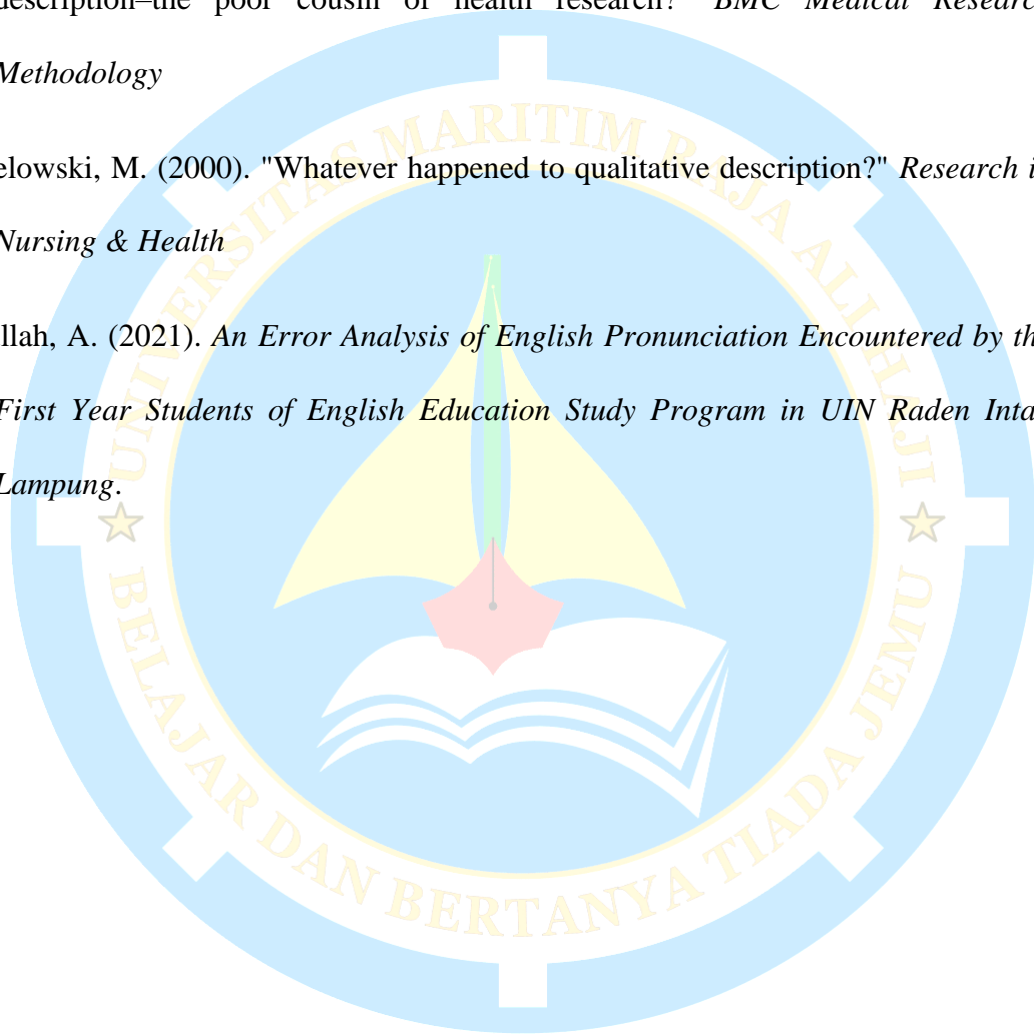 description–the poor cousin of health research?" BMC Medical Research
Methodology
elowski, M. (2000). "Whatever happened to qualitative description?" Research i
Nursing & Health
llah, A. (2021). An Error Analysis of English Pronunciation Encountered by th
First Year Students of English Education Study Program in UIN Raden Inta
Lampung.
UNIVERSITAS MARITIM RAJA ALI HAJI
BELAJAR DAN BERTANYA TIADA JEMU